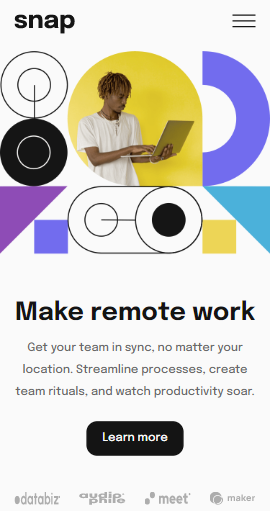 snap
Make remote work
Get your team in sync, no matter your
location. Streamline processes, create
team rituals, and watch productivity soar.
Learn more
databiz
audiophile
meet
maker